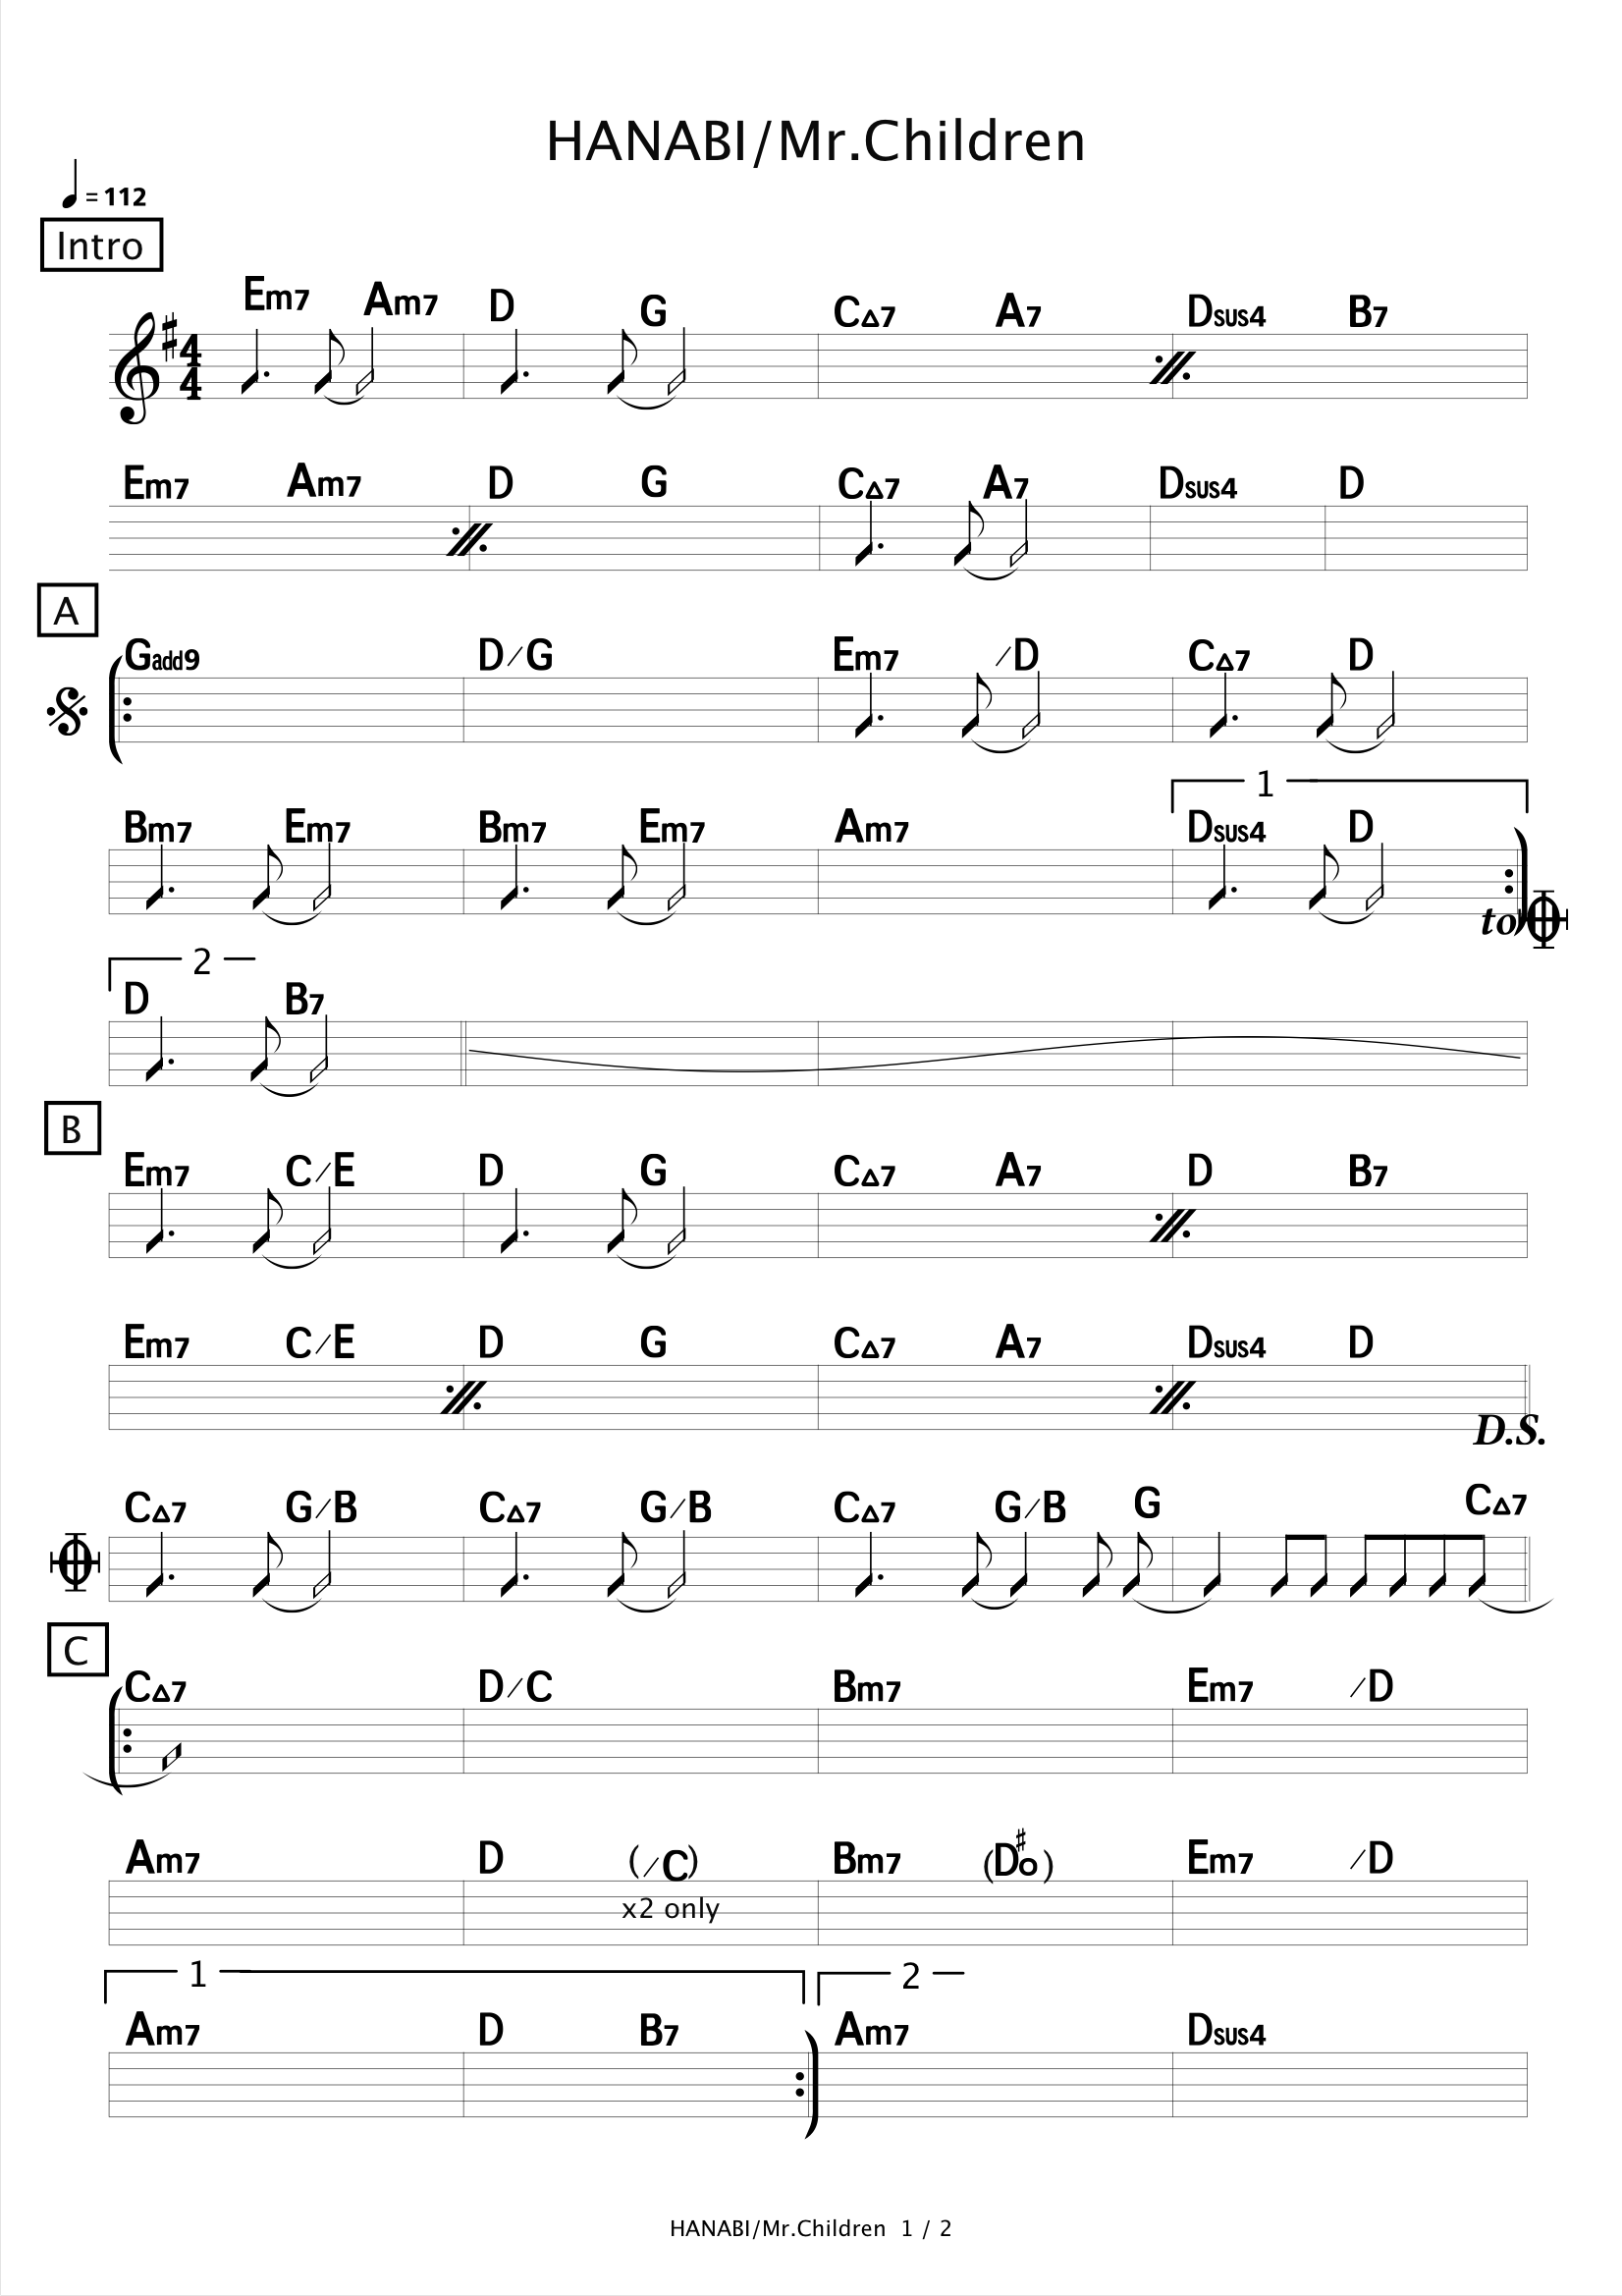 HANABI/Mr.Children
= 112
Intro
Em7 Am7 D G C△7 A7 Dsus4 B7
4
4
Em7 Am7 D G C△7 A7 Dsus4 D
A
Gadd9 D/G Em7 /D C△7 D
1
Bm7 Em7 Bm7 Em7 Am7 Dsus4 D
to
2
D B7
B
Em7 C/E D G C△7 A7 D B7
Em7 C/E D G C△7 A7 Dsus4 D
D.S.
C△7 G/B C△7 G/B C△7 G/B G C△7
C
C△7 D/C Bm7 Em7 /D
Am7 D (/C) Bm7 (D♯o) Em7 /D
x2 only
1 2
Am7 D B7 Am7 Dsus4
HANABI/Mr.Children 1 / 2